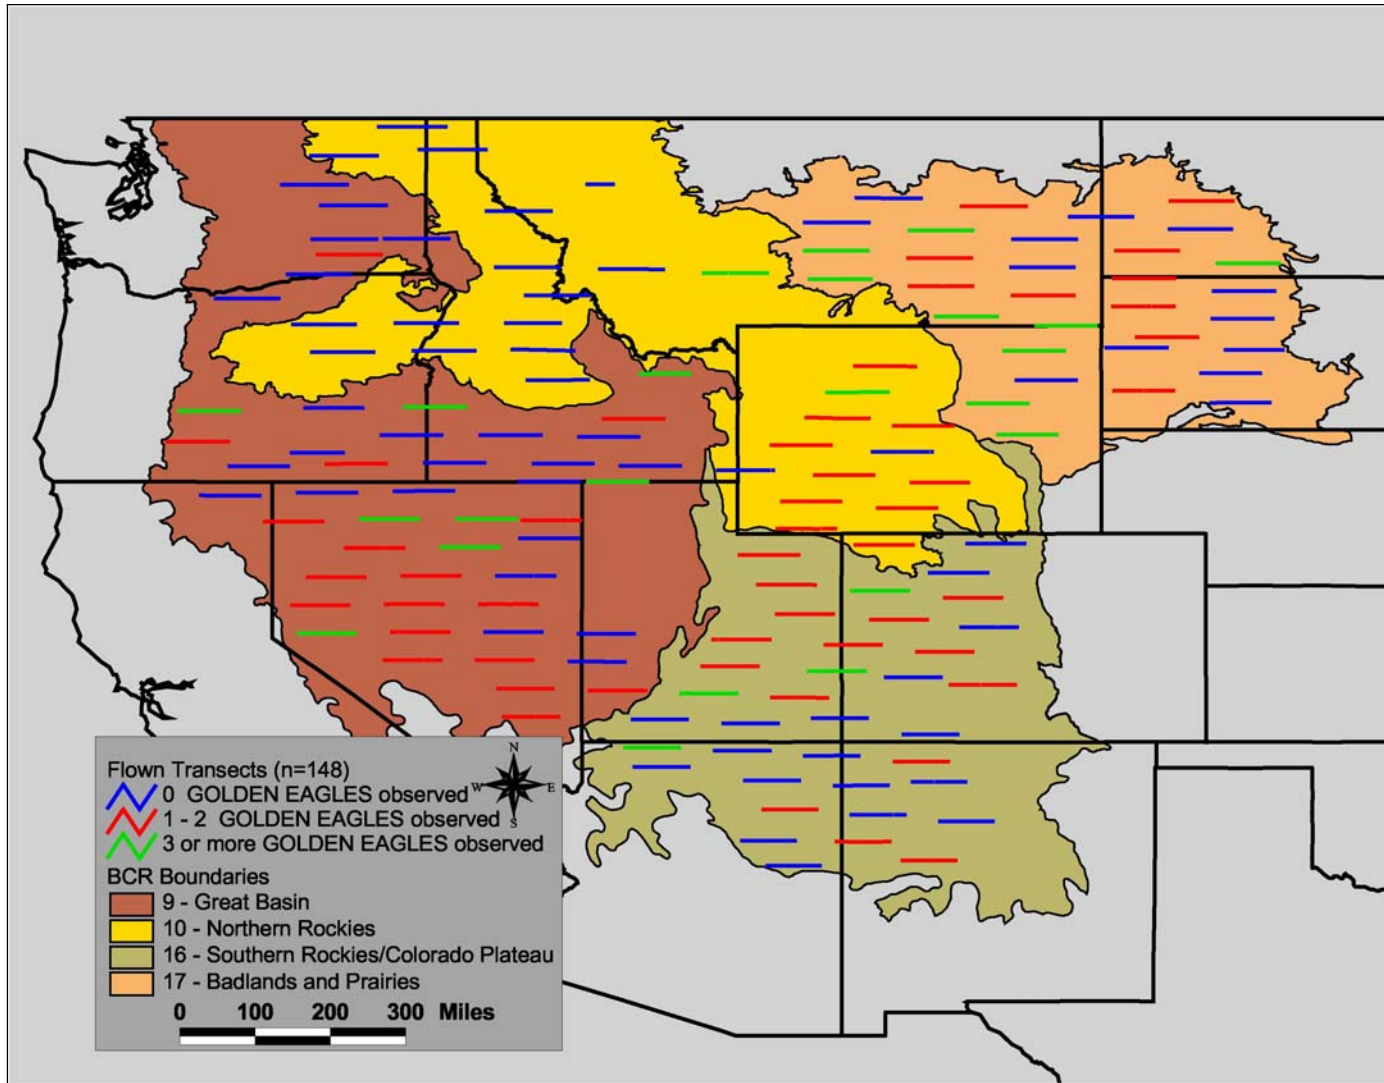 Flown Transects (n=148)
0 GOLDEN EAGLES observed
1 - 2 GOLDEN EAGLES observed
3 or more GOLDEN EAGLES observed
N
W E
S
BCR Boundaries
9 - Great Basin
10 - Northern Rockies
16 - Southern Rockies/Colorado Plateau
17 - Badlands and Prairies
0 100 200 300 Miles